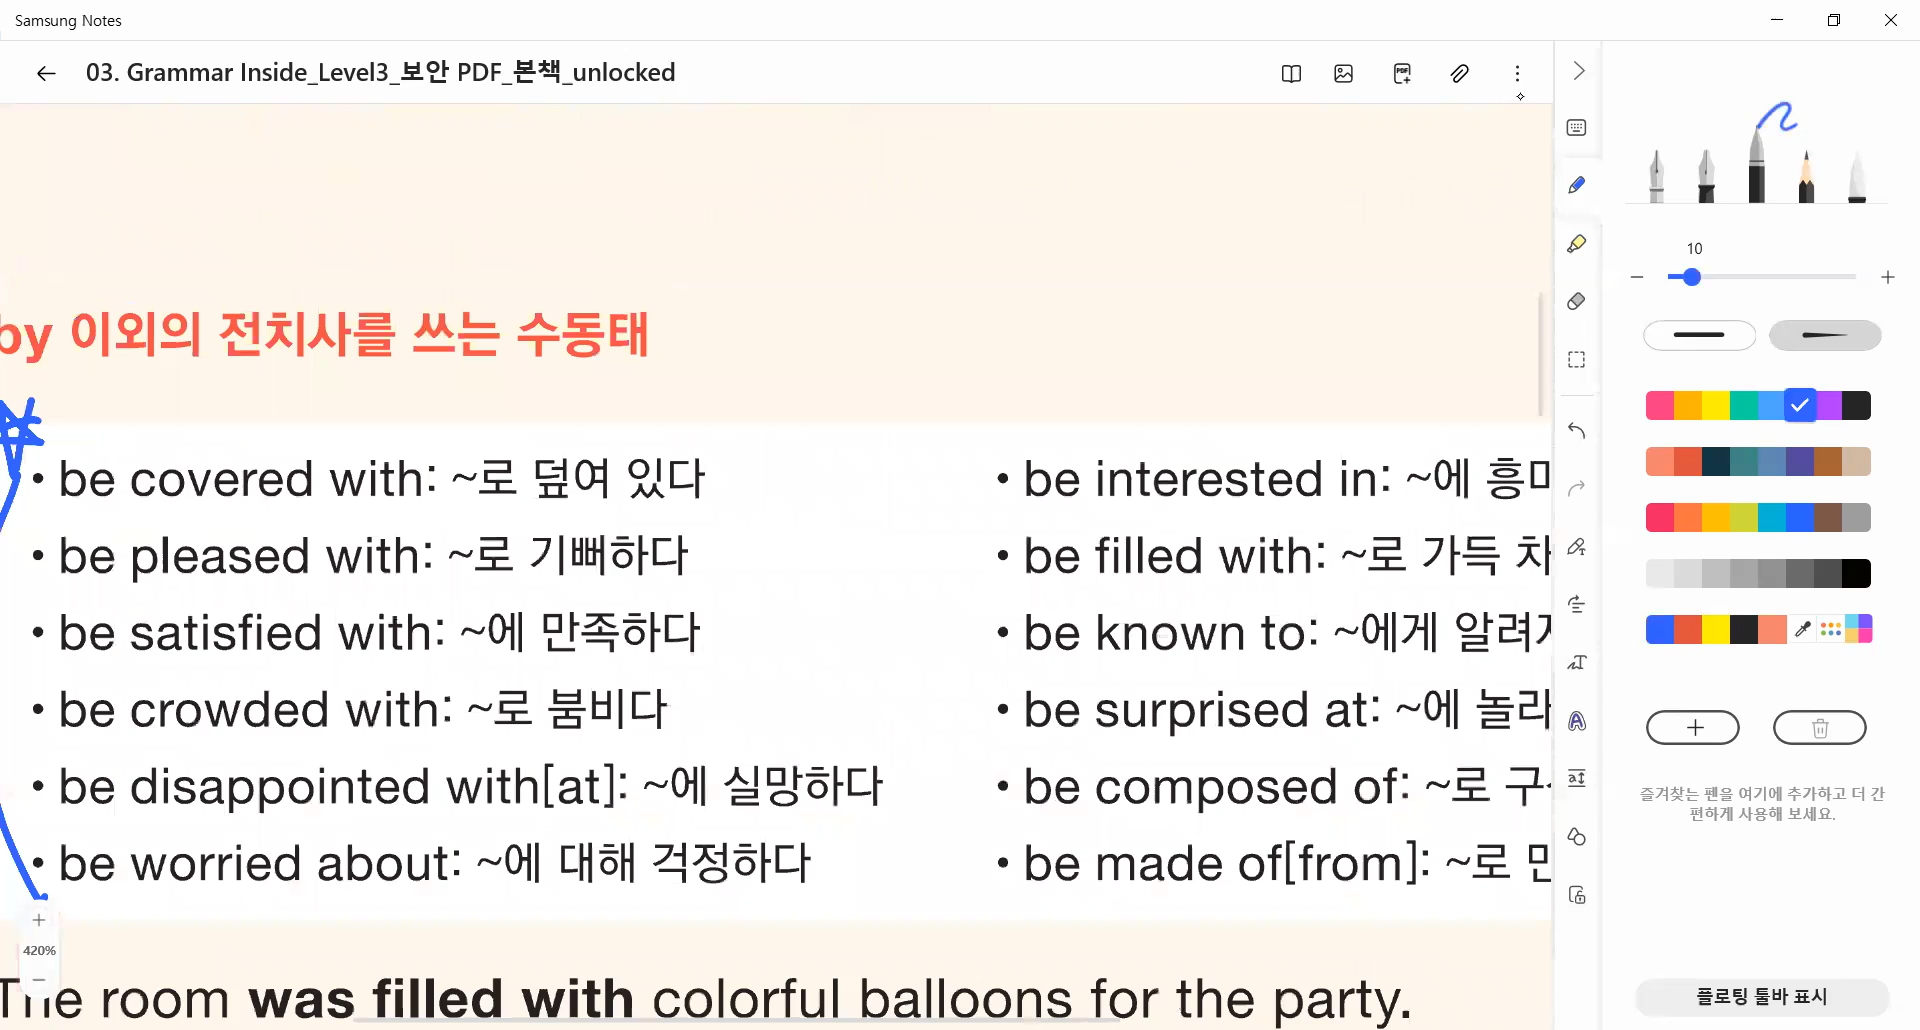 Samsung Notes
03. Grammar Inside_Level3_보안 PDF_본책_unlocked
by 이외의 전치사를 쓰는 수동태
• be covered with: ~로 덮여 있다
• be pleased with: ~로 기뻐하다
• be satisfied with: ~에 만족하다
• be crowded with: ~로 붐비다
• be disappointed with[at]: ~에 실망하다
• be worried about: ~에 대해 걱정하다
• be interested in: ~에 흥미
• be filled with: ~로 가득 차
• be known to: ~에게 알려
• be surprised at: ~에 놀라
• be composed of: ~로 구
• be made of[from]: ~로
The room was filled with colorful balloons for the party.
420%
10
즐겨찾는 펜을 여기에 추가하고 더 간
편하게 사용해 보세요.
플로팅 툴바 표시